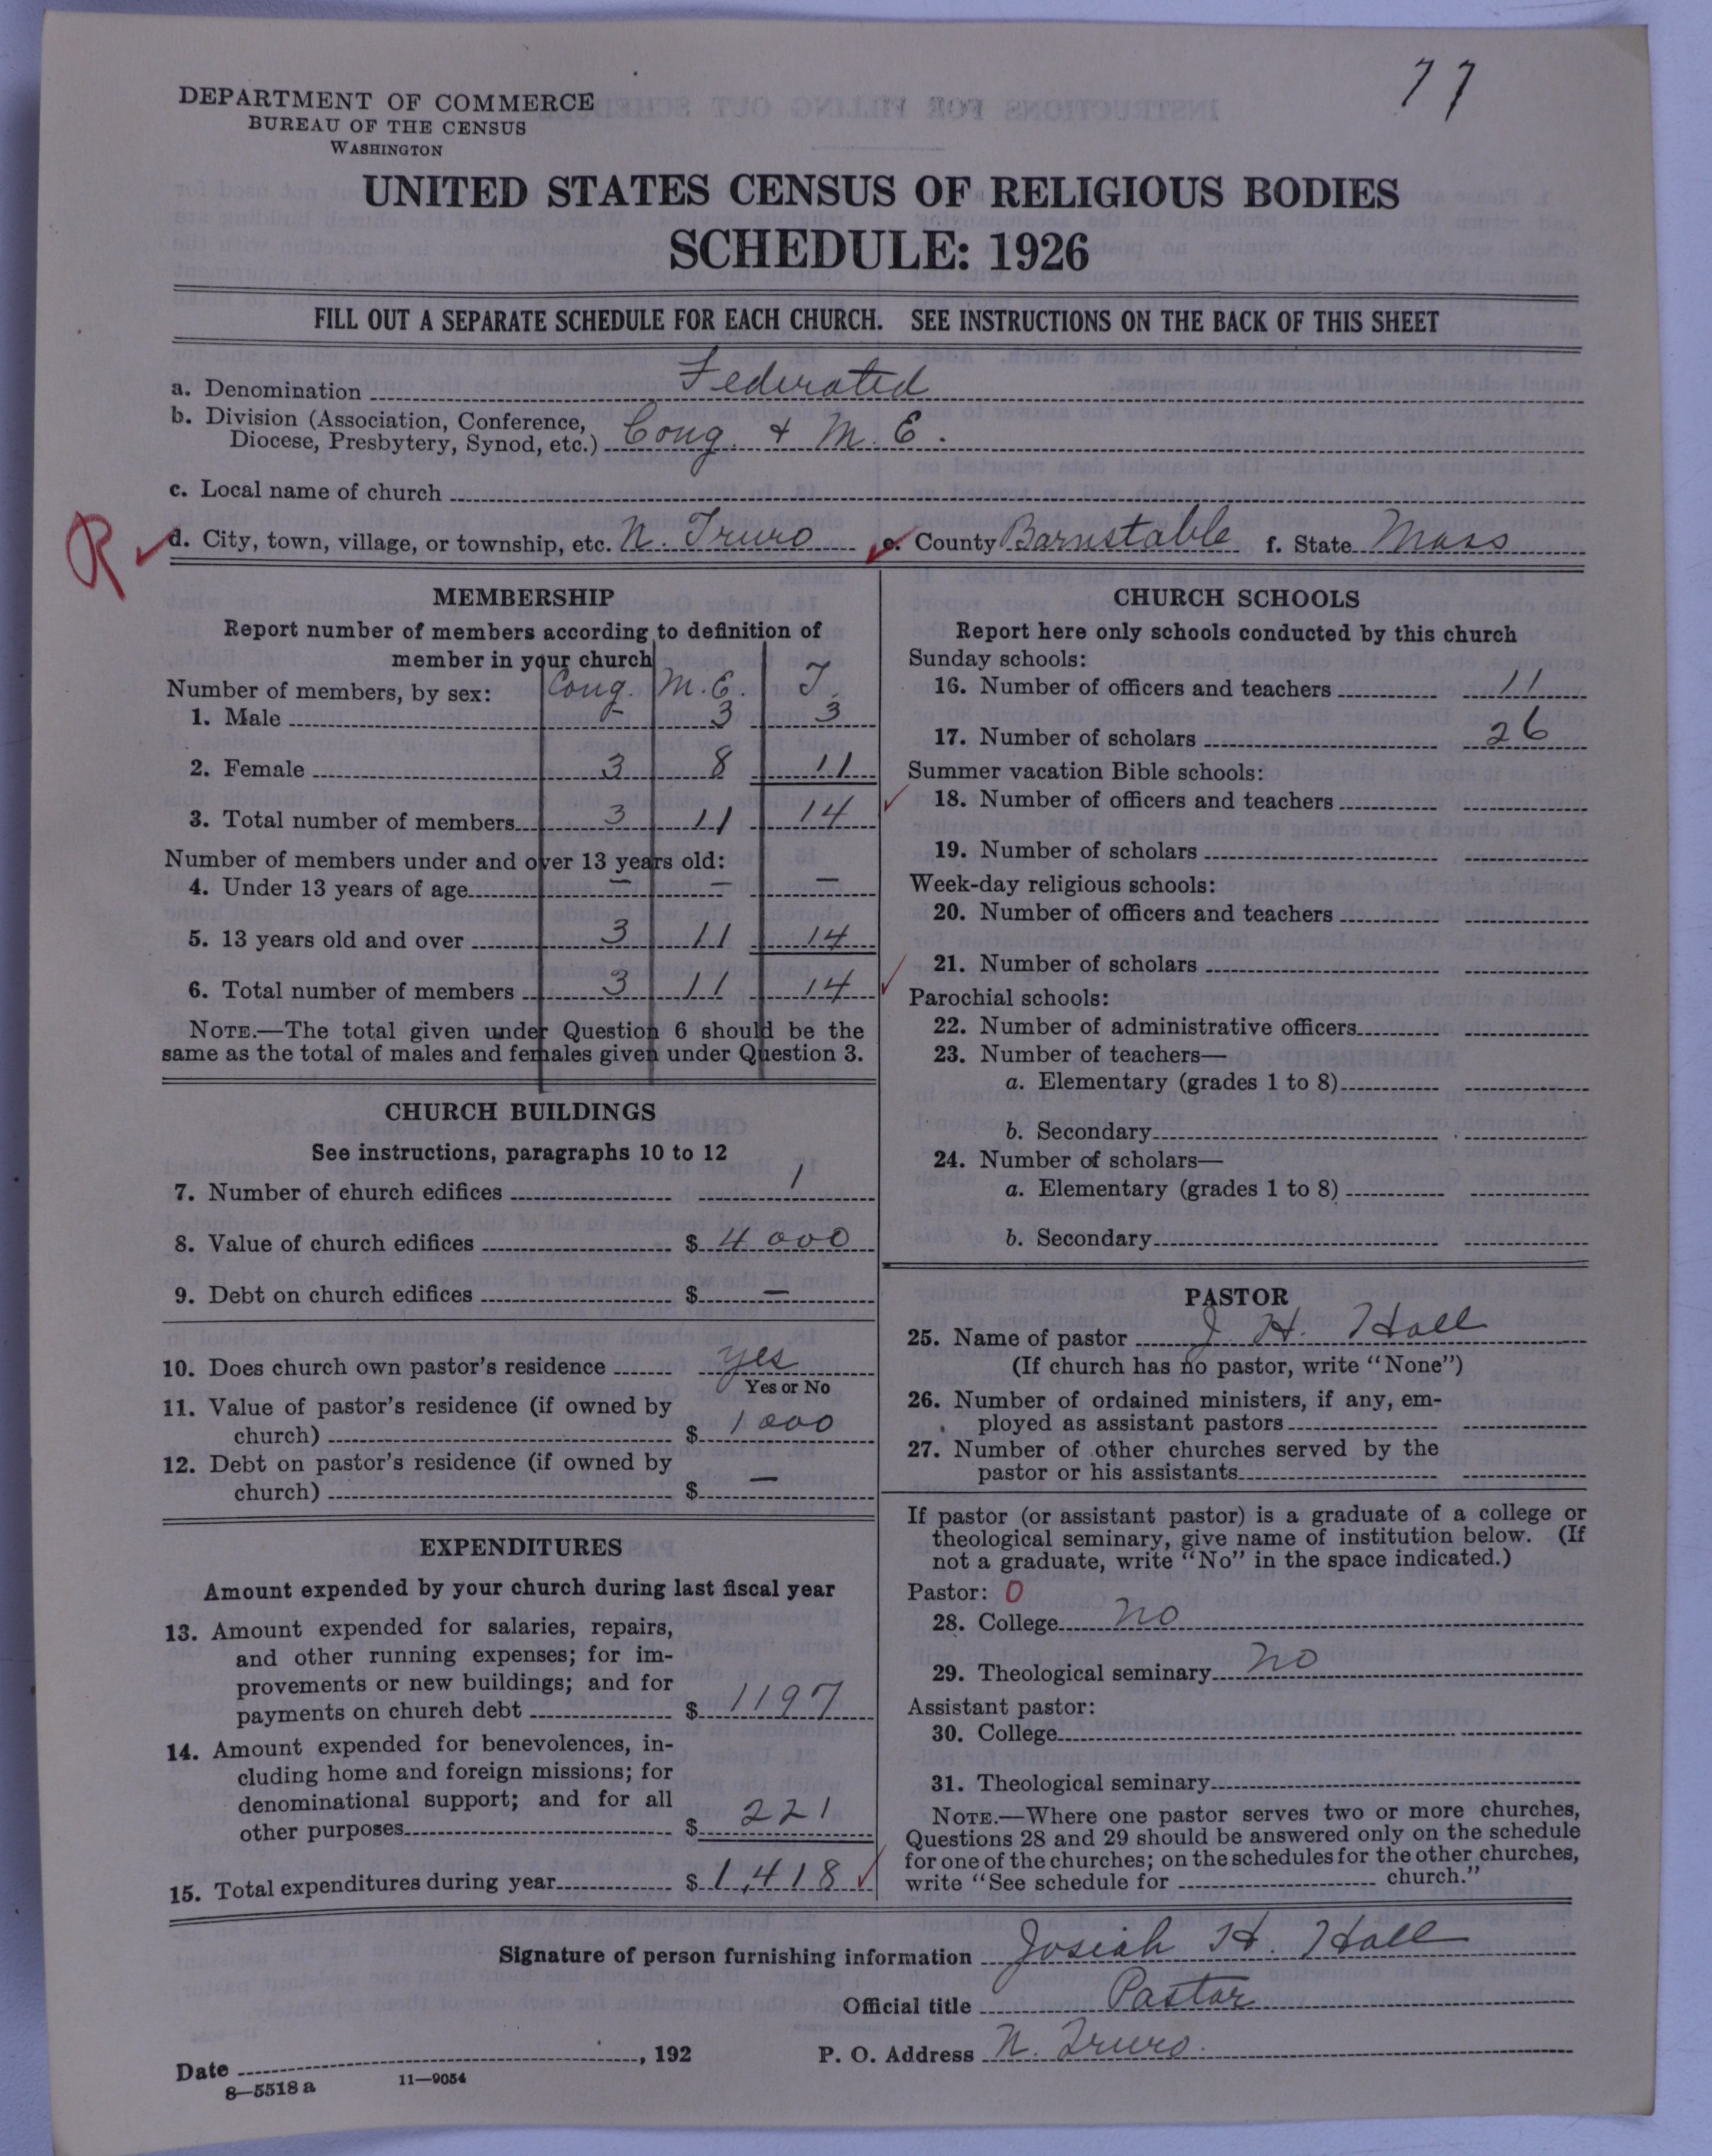 77
DEPARTMENT OF COMMERCE
BUREAU OF THE CENSUS
WASHINGTON
UNITED STATES CENSUS OF RELIGIOUS BODIES
SCHEDULE: 1926
FILL OUT A SEPARATE SCHEDULE FOR EACH CHURCH. SEE INSTRUCTIONS ON THE BACK OF THIS SHEET
a. Denomination Federated
b. Division (Association, Conference,
Diocese, Presbytery, Synod, etc.) Cong. & M. E.
c. Local name of church
R ✓ d. City, town, village, or township, etc. N. Truro ✓ e. County Barnstable f. State Mass
MEMBERSHIP
Report number of members according to definition of
member in your church
Number of members, by sex: Cong. M. E. T.
1. Male - 3 3
2. Female 3 8 11
3. Total number of members 3 11 14
Number of members under and over 13 years old:
4. Under 13 years of age — — —
5. 13 years old and over 3 11 14
6. Total number of members 3 11 14
NOTE.—The total given under Question 6 should be the
same as the total of males and females given under Question 3.
CHURCH BUILDINGS
See instructions, paragraphs 10 to 12
7. Number of church edifices 1
8. Value of church edifices $ 4000
9. Debt on church edifices $ —
10. Does church own pastor's residence yes
Yes or No
11. Value of pastor's residence (if owned by
church) $ 1000
12. Debt on pastor's residence (if owned by
church) $ —
EXPENDITURES
Amount expended by your church during last fiscal year
13. Amount expended for salaries, repairs,
and other running expenses; for im-
provements or new buildings; and for
payments on church debt $ 1197
14. Amount expended for benevolences, in-
cluding home and foreign missions; for
denominational support; and for all
other purposes $ 221
15. Total expenditures during year $ 1,418 ✓
CHURCH SCHOOLS
Report here only schools conducted by this church
Sunday schools:
16. Number of officers and teachers 11
17. Number of scholars 26
Summer vacation Bible schools:
✓ 18. Number of officers and teachers
19. Number of scholars
Week-day religious schools:
20. Number of officers and teachers
✓ 21. Number of scholars
Parochial schools:
22. Number of administrative officers
23. Number of teachers—
a. Elementary (grades 1 to 8)
b. Secondary
24. Number of scholars—
a. Elementary (grades 1 to 8)
b. Secondary
PASTOR
25. Name of pastor J. H. Hall
(If church has no pastor, write "None")
26. Number of ordained ministers, if any, em-
ployed as assistant pastors
27. Number of other churches served by the
pastor or his assistants
If pastor (or assistant pastor) is a graduate of a college or
theological seminary, give name of institution below. (If
not a graduate, write "No" in the space indicated.)
Pastor: 0
28. College No
29. Theological seminary No
Assistant pastor:
30. College
31. Theological seminary
NOTE.—Where one pastor serves two or more churches,
Questions 28 and 29 should be answered only on the schedule
for one of the churches; on the schedules for the other churches,
write "See schedule for church."
Signature of person furnishing information Josiah H. Hall
Official title Pastor
Date , 192 P. O. Address N. Truro.
8—5518 a 11—9054